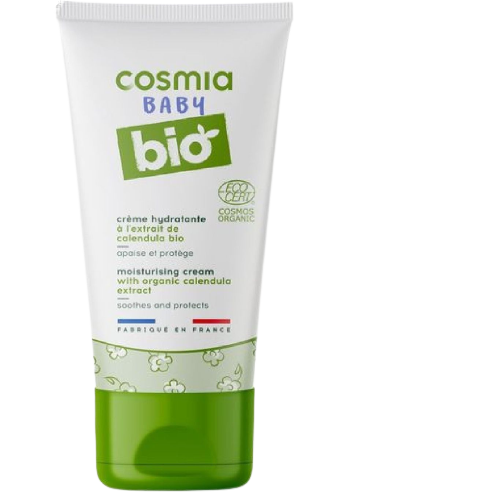 cosmia
BABY
bio
ECO
CERT
COSMOS
ORGANIC
crème hydratante
à l'extrait de
calendula bio
apaise et protège
moisturising cream
with organic calendula
extract
soothes and protects
FABRIQUÉ EN FRANCE